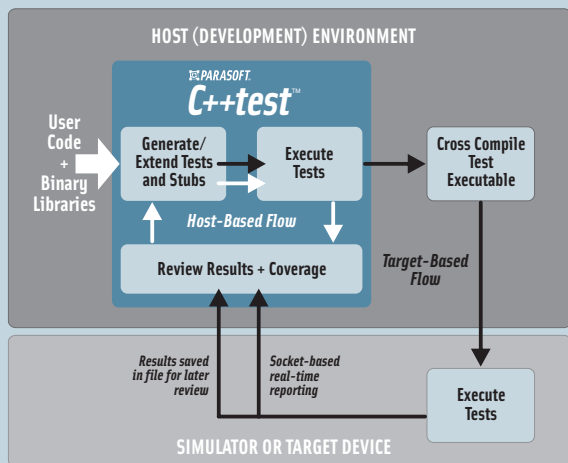 HOST (DEVELOPMENT) ENVIRONMENT
PARASOFT.
C++test™
User
Code
+
Binary
Libraries
Generate/
Extend Tests
and Stubs
Execute
Tests
Cross Compile
Test
Executable
Host-Based Flow
Review Results + Coverage
Target-Based
Flow
Results saved
in file for later
review
Socket-based
real-time
reporting
Execute
Tests
SIMULATOR OR TARGET DEVICE